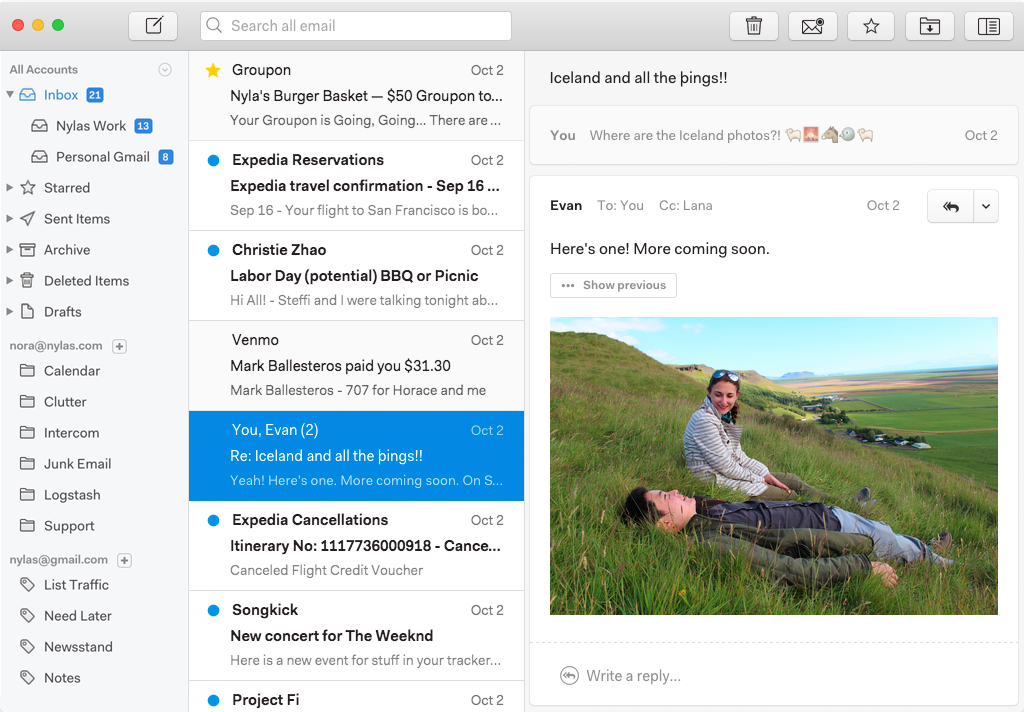 Search all email
All Accounts
Inbox 21
Nylas Work 13
Personal Gmail 8
Starred
Sent Items
Archive
Deleted Items
Drafts
nora@nylas.com
Calendar
Clutter
Intercom
Junk Email
Logstash
Support
nylas@gmail.com
List Traffic
Need Later
Newsstand
Notes
Groupon Oct 2
Nyla's Burger Basket — $50 Groupon to...
Your Groupon is Going, Going... There are ...
Expedia Reservations Oct 2
Expedia travel confirmation - Sep 16 ...
Sep 16 - Your flight to San Francisco is bo...
Christie Zhao Oct 2
Labor Day (potential) BBQ or Picnic
Hi All! - Steffi and I were talking tonight ab...
Venmo Oct 2
Mark Ballesteros paid you $31.30
Mark Ballesteros - 707 for Horace and me
You, Evan (2) Oct 2
Re: Iceland and all the þings!!
Yeah! Here's one. More coming soon. On S...
Expedia Cancellations Oct 2
Itinerary No: 1117736000918 - Cance...
Canceled Flight Credit Voucher
Songkick Oct 2
New concert for The Weeknd
Here is a new event for stuff in your tracker...
Project Fi Oct 2
Iceland and all the þings!!
You Where are the Iceland photos?! Oct 2
Evan To: You Cc: Lana Oct 2
Here's one! More coming soon.
••• Show previous
Write a reply...